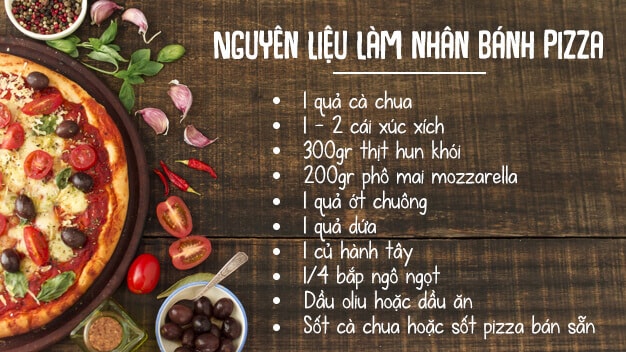 NGUYÊN LIỆU LÀM NHÂN BÁNH PIZZA
• 1 quả cà chua
• 1 - 2 cái xúc xích
• 300gr thịt hun khói
• 200gr phô mai mozzarella
• 1 quả ớt chuông
• 1 quả dứa
• 1 củ hành tây
• 1/4 bắp ngô ngọt
• Dầu oliu hoặc dầu ăn
• Sốt cà chua hoặc sốt pizza bán sẵn